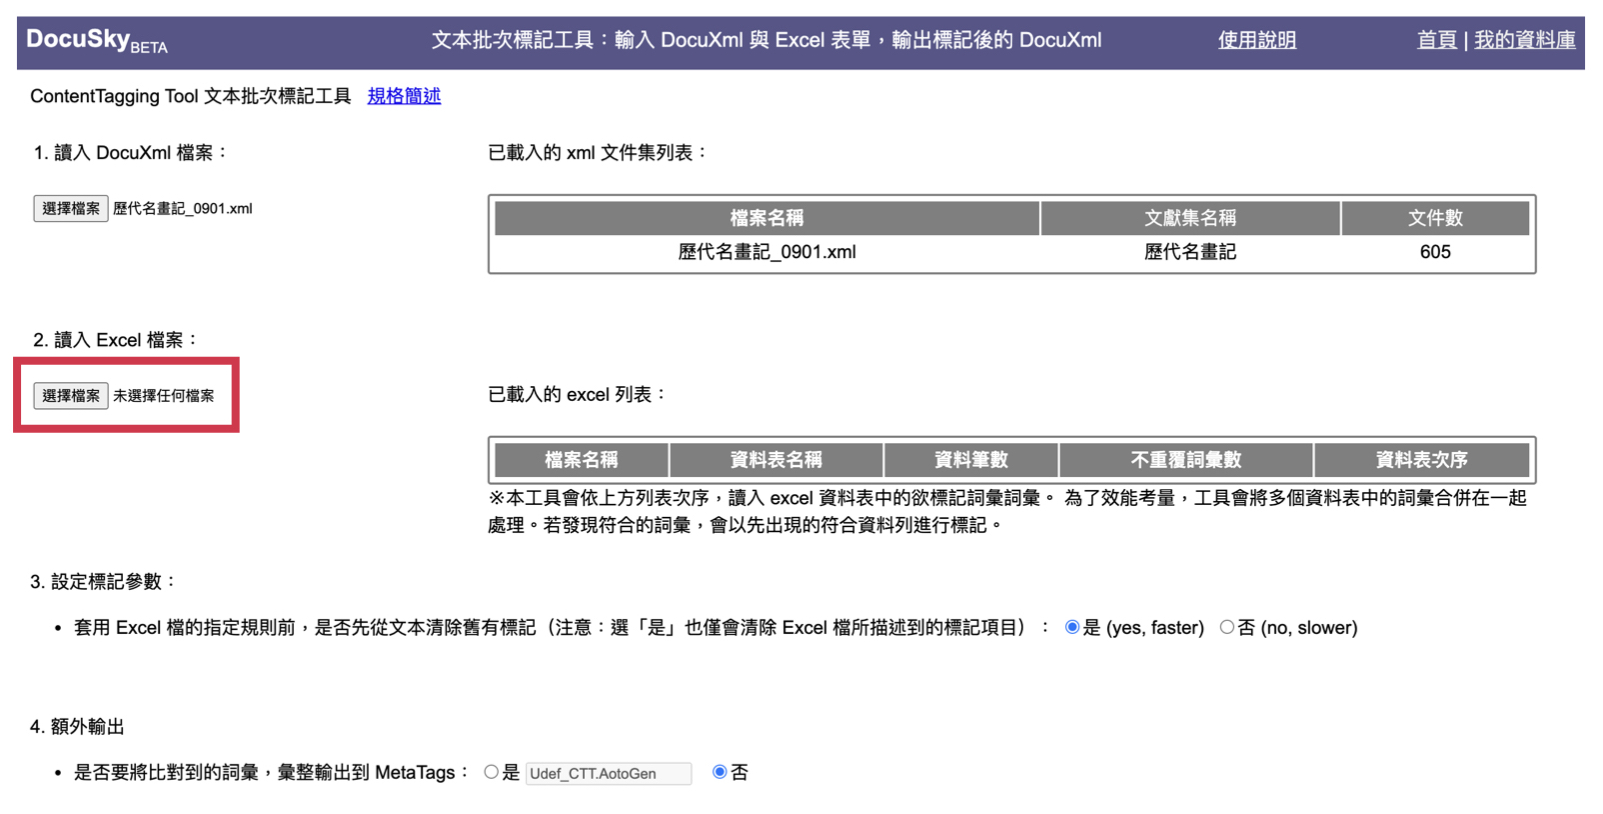 DocuSkyBETA 文本批次標記工具：輸入 DocuXml 與 Excel 表單，輸出標記後的 DocuXml 使用說明 首頁 | 我的資料庫
ContentTagging Tool 文本批次標記工具 規格簡述
1. 讀入 DocuXml 檔案： 已載入的 xml 文件集列表：
選擇檔案 歷代名畫記_0901.xml
檔案名稱 文獻集名稱 文件數
歷代名畫記_0901.xml 歷代名畫記 605
2. 讀入 Excel 檔案：
選擇檔案 未選擇任何檔案 已載入的 excel 列表：
檔案名稱 資料表名稱 資料筆數 不重覆詞彙數 資料表次序
※本工具會依上方列表次序，讀入 excel 資料表中的欲標記詞彙詞彙。 為了效能考量，工具會將多個資料表中的詞彙合併在一起
處理。若發現符合的詞彙，會以先出現的符合資料列進行標記。
3. 設定標記參數：
• 套用 Excel 檔的指定規則前，是否先從文本清除舊有標記（注意：選「是」也僅會清除 Excel 檔所描述到的標記項目）： 是 (yes, faster) 否 (no, slower)
4. 額外輸出
• 是否要將比對到的詞彙，彙整輸出到 MetaTags： 是 Udef_CTT.AotoGen 否